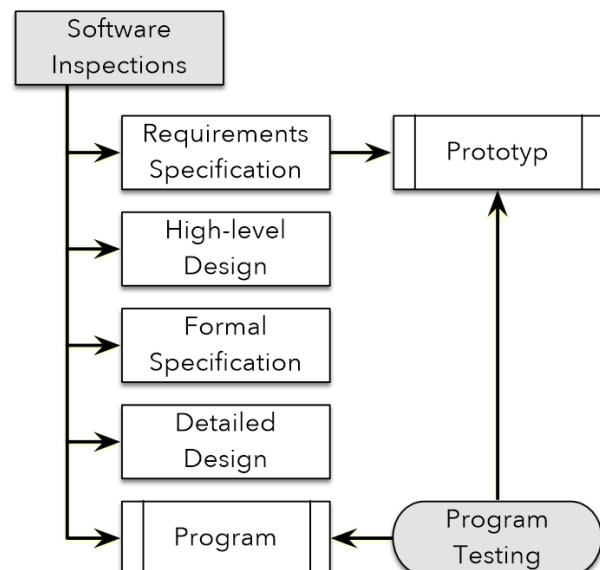 Software
Inspections
Requirements
Specification
Prototyp
High-level
Design
Formal
Specification
Detailed
Design
Program
Program
Testing